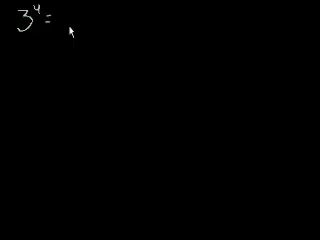 3⁴ =